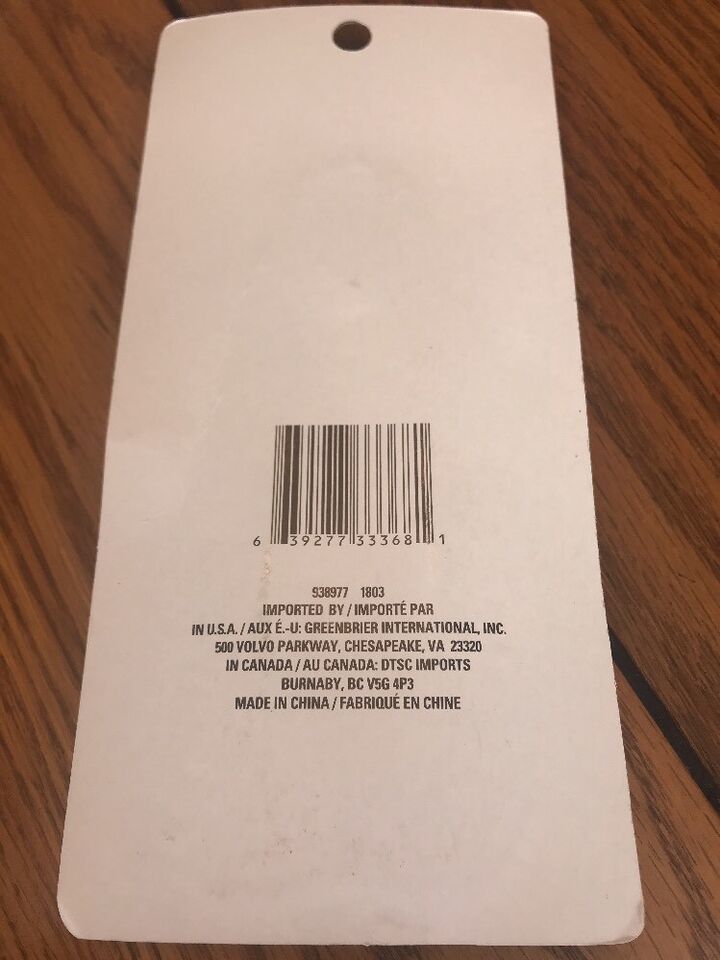 6 39277 33368 1
938977 1803
IMPORTED BY / IMPORTÉ PAR
IN U.S.A. / AUX É.-U: GREENBRIER INTERNATIONAL, INC.
500 VOLVO PARKWAY, CHESAPEAKE, VA 23320
IN CANADA / AU CANADA: DTSC IMPORTS
BURNABY, BC V5G 4P3
MADE IN CHINA / FABRIQUÉ EN CHINE